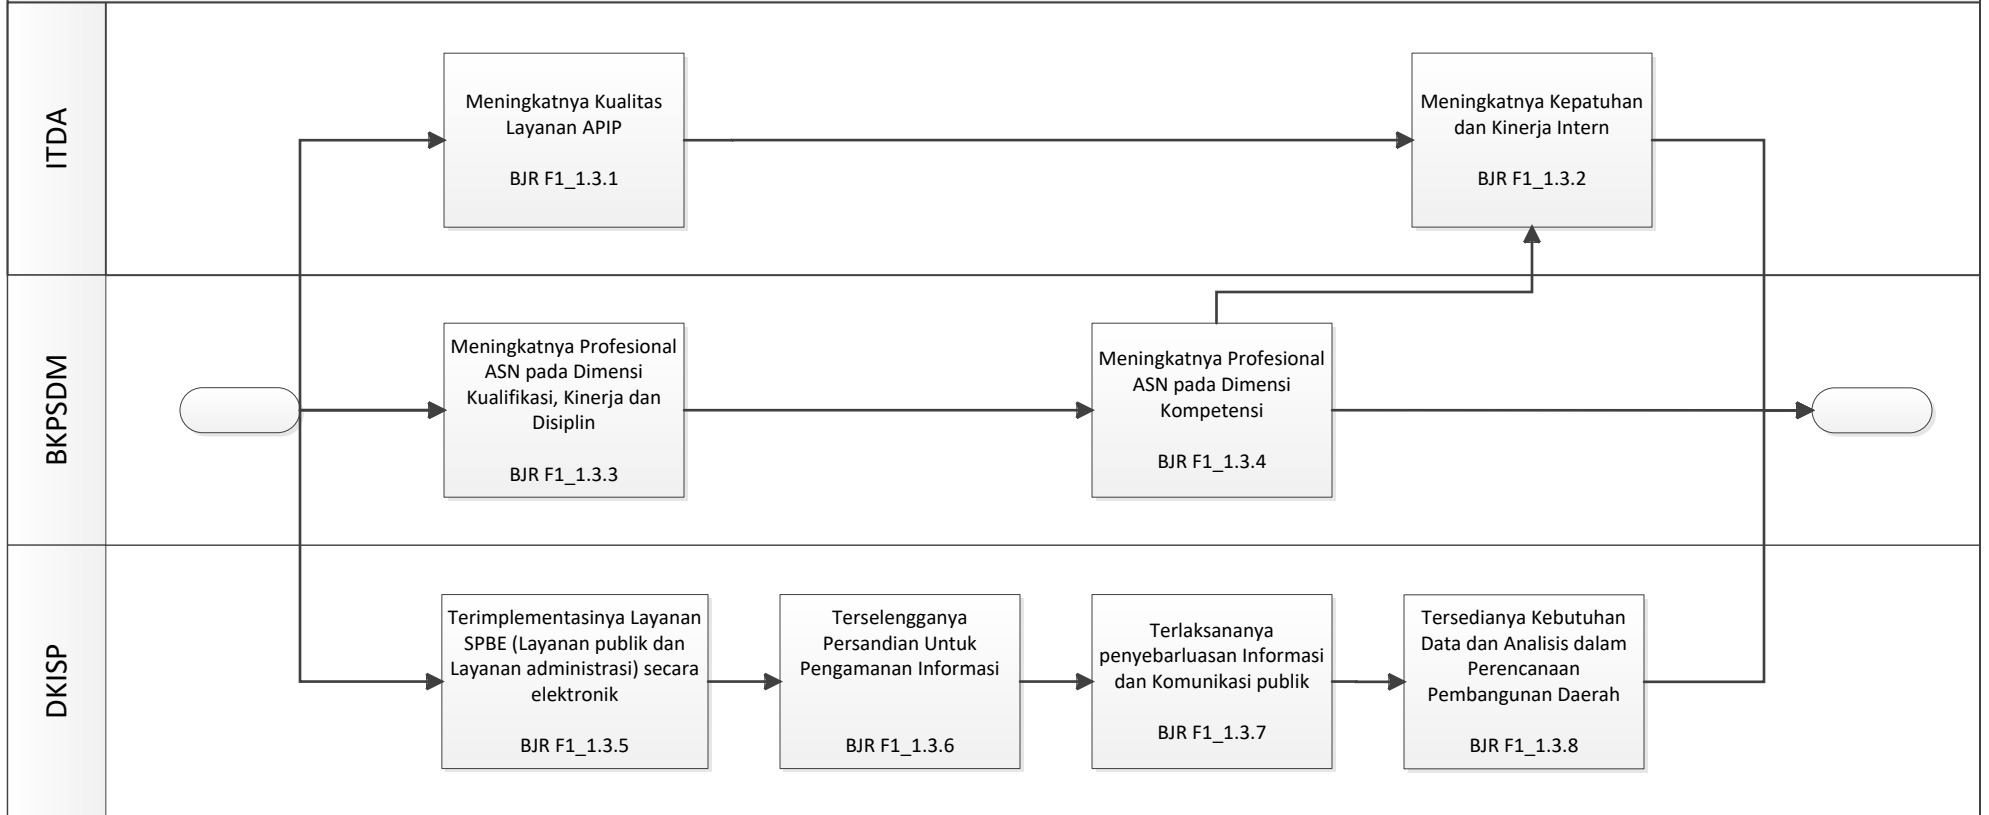 ITDA
Meningkatnya Kualitas
Layanan APIP
BJR F1_1.3.1
Meningkatnya Kepatuhan
dan Kinerja Intern
BJR F1_1.3.2
BKPSDM
Meningkatnya Profesional
ASN pada Dimensi
Kualifikasi, Kinerja dan
Disiplin
BJR F1_1.3.3
Meningkatnya Profesional
ASN pada Dimensi
Kompetensi
BJR F1_1.3.4
DKISP
Terimplementasinya Layanan
SPBE (Layanan publik dan
Layanan administrasi) secara
elektronik
BJR F1_1.3.5
Terselengganya
Persandian Untuk
Pengamanan Informasi
BJR F1_1.3.6
Terlaksananya
penyebarluasan Informasi
dan Komunikasi publik
BJR F1_1.3.7
Tersedianya Kebutuhan
Data dan Analisis dalam
Perencanaan
Pembangunan Daerah
BJR F1_1.3.8